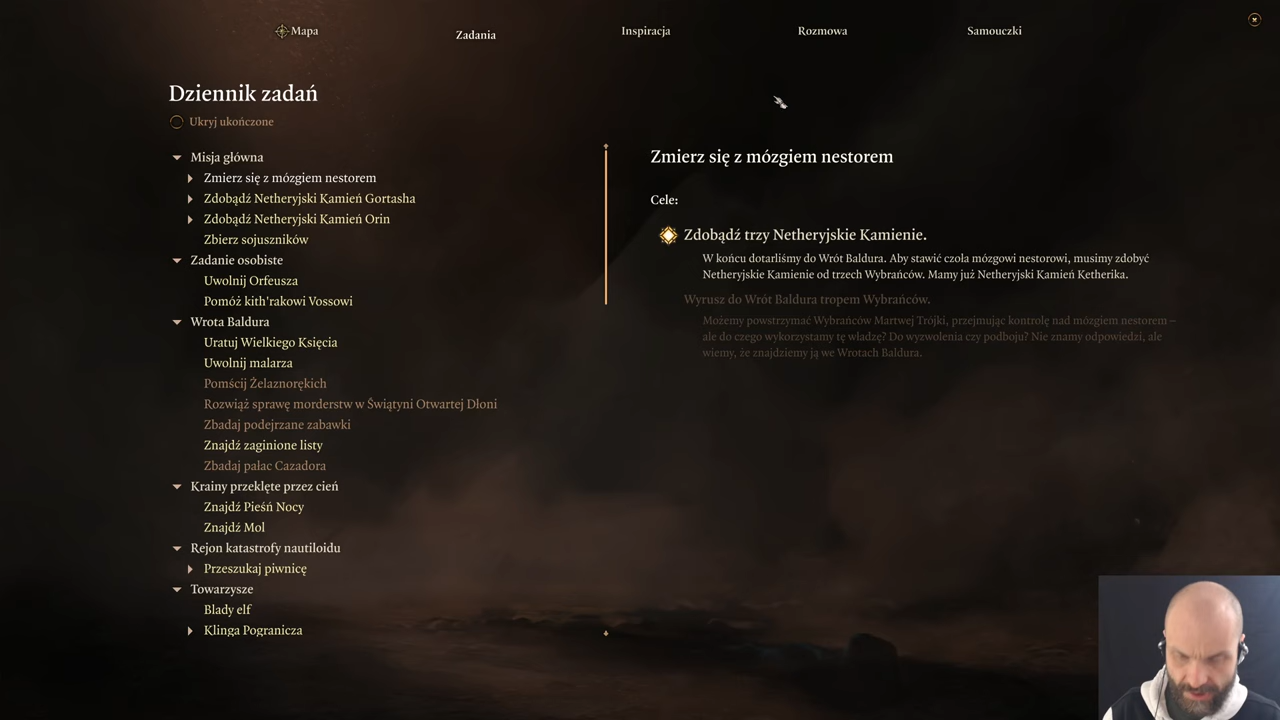 Mapa
Zadania
Inspiracja
Rozmowa
Samouczki
Dziennik zadań
Ukryj ukończone
Misja główna
Zmierz się z mózgiem nestorem
Zdobądź Netheryjski Kamień Gortasha
Zdobądź Netheryjski Kamień Orin
Zbierz sojuszników
Zadanie osobiste
Uwolnij Orfeusza
Pomóż kith'rakowi Vossowi
Wrota Baldura
Uratuj Wielkiego Księcia
Uwolnij malarza
Pomścij Żelaznorękich
Rozwiąż sprawę morderstw w Świątyni Otwartej Dłoni
Zbadaj podejrzane zabawki
Znajdź zaginione listy
Zbadaj pałac Cazadora
Krainy przeklęte przez cień
Znajdź Pieśń Nocy
Znajdź Mol
Rejon katastrofy nautiloidu
Przeszukaj piwnicę
Towarzysze
Blady elf
Klinga Pogranicza
Zmierz się z mózgiem nestorem
Cele:
Zdobądź trzy Netheryjskie Kamienie.
W końcu dotarliśmy do Wrót Baldura. Aby stawić czoła mózgowi nestorowi, musimy zdobyć
Netheryjskie Kamienie od trzech Wybrańców. Mamy już Netheryjski Kamień Ketherika.
Wyrusz do Wrót Baldura tropem Wybrańców.
Możemy powstrzymać Wybrańców Martwej Trójki, przejmując kontrolę nad mózgiem nestorem –
ale do czego wykorzystamy tę władzę? Do wyzwolenia czy podboju? Nie znamy odpowiedzi, ale
wiemy, że znajdziemy ją we Wrotach Baldura.